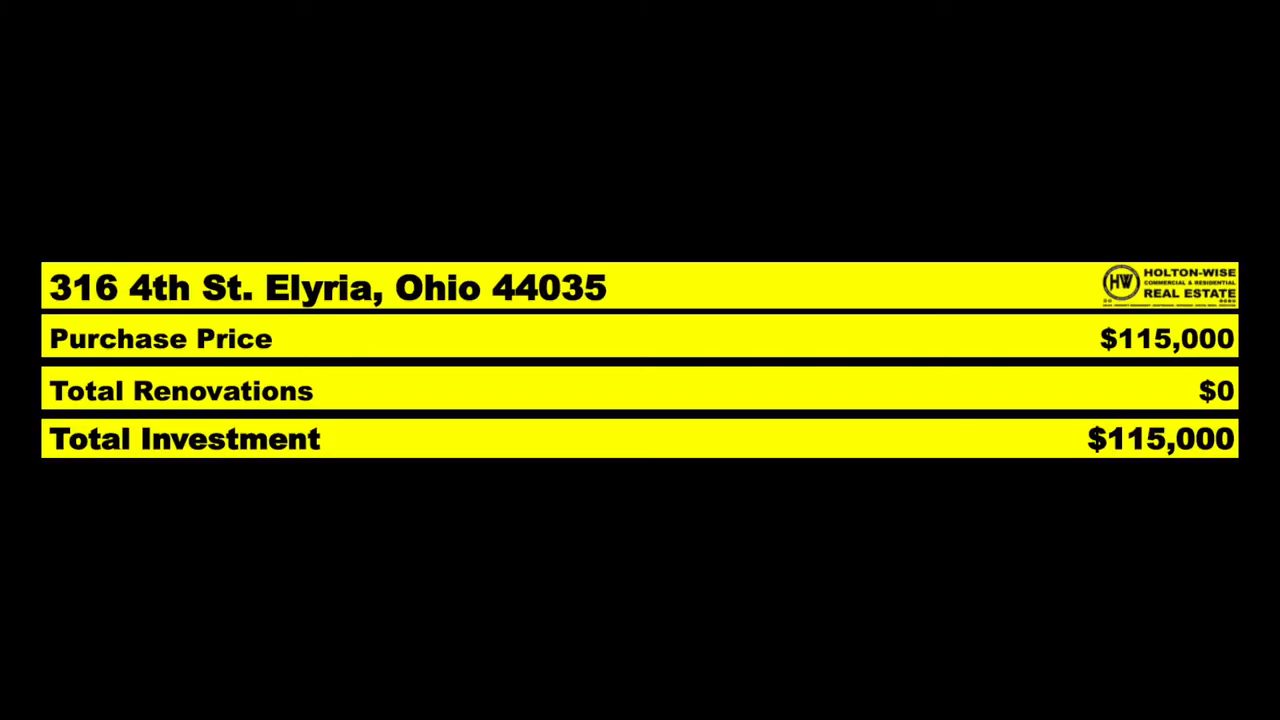 316 4th St. Elyria, Ohio 44035
HW
HOLTON-WISE
COMMERCIAL & RESIDENTIAL
REAL ESTATE
Purchase Price $115,000
Total Renovations $0
Total Investment $115,000